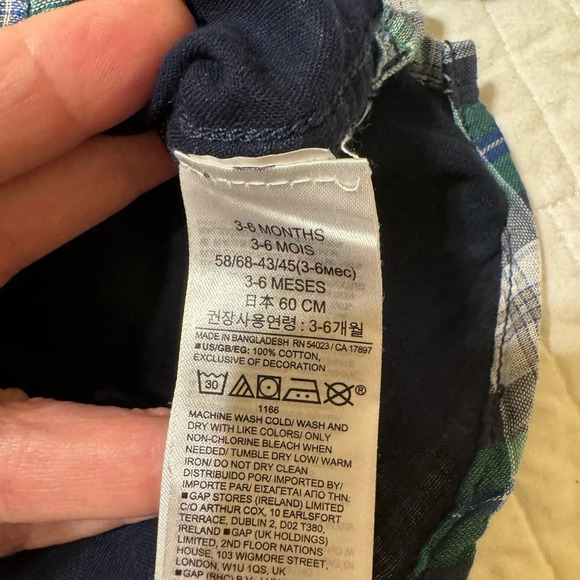 3-6 MONTHS
3-6 MOIS
58/68-43/45(3-6мес)
3-6 MESES
日本 60 CM
권장사용연령 : 3-6개월
MADE IN BANGLADESH RN 54023 / CA 17897
■ US/GB/EG: 100% COTTON,
EXCLUSIVE OF DECORATION
30 ®
1166
MACHINE WASH COLD/ WASH AND
DRY WITH LIKE COLORS/ ONLY
NON-CHLORINE BLEACH WHEN
NEEDED/ TUMBLE DRY LOW/ WARM
IRON/ DO NOT DRY CLEAN
IMPORTED BY/ DISTRIBUTED BY/
DISTRIBUIDO POR/ IMPORTADO POR/
IMPORTE PAR/ ΕΙΣΑΓΕΤΑΙ ΑΠΟ ΤΗΝ:
■ GAP STORES (IRELAND) LIMITED
C/O ARTHUR COX, 10 EARLSFORT
TERRACE, DUBLIN 2, D02 T380,
IRELAND ■ GAP (UK HOLDINGS)
LIMITED, 2ND FLOOR NATIONS
HOUSE, 103 WIGMORE STREET,
LONDON, W1U 1QS, UK